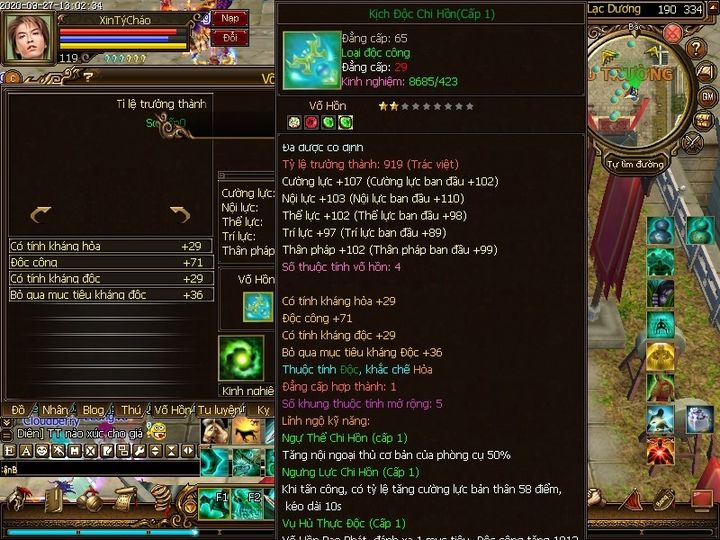 2020-03-27_13:02:34
XinTýCháo
119
Nạp
Đổi
Tỉ lệ trưởng thành
Có tính kháng hỏa +29
Độc công +71
Có tính kháng độc +29
Bỏ qua mục tiêu kháng độc +36
Cường lực:
Nội lực:
Thể lực:
Trí lực:
Thân pháp
Võ Hồn
Kinh nghiệ
Đồ Nhân Blog Thú Võ Hồn Tu luyện Kỵ
Cloudberry
Diện] TT nào xúc cho giá
F1 F2
Kịch Độc Chi Hồn(Cấp 1)
Đẳng cấp: 65
Loại độc công
Đẳng cấp: 29
Kinh nghiệm: 8685/423
Võ Hồn
Đã được cố định
Tỷ lệ trưởng thành: 919 (Trác việt)
Cường lực +107 (Cường lực ban đầu +102)
Nội lực +103 (Nội lực ban đầu +110)
Thể lực +102 (Thể lực ban đầu +98)
Trí lực +97 (Trí lực ban đầu +89)
Thân pháp +102 (Thân pháp ban đầu +99)
Số thuộc tính võ hồn: 4
Có tính kháng hỏa +29
Độc công +71
Có tính kháng độc +29
Bỏ qua mục tiêu kháng Độc +36
Thuộc tính Độc, khắc chế Hỏa
Đẳng cấp hợp thành: 1
Số khung thuộc tính mở rộng: 5
Lĩnh ngộ kỹ năng:
Ngự Thể Chi Hồn (cấp 1)
Tăng nội ngoại thủ cơ bản của phòng cụ 50%
Ngưng Lực Chi Hồn (Cấp 1)
Khi tấn công, có tỷ lệ tăng cường lực bản thân 58 điểm,
kéo dài 10s
Vụ Hủ Thực Độc (Cấp 1)
Lạc Dương 190 334
Bắc
TRƯỜNG
GM
Tự tìm đường